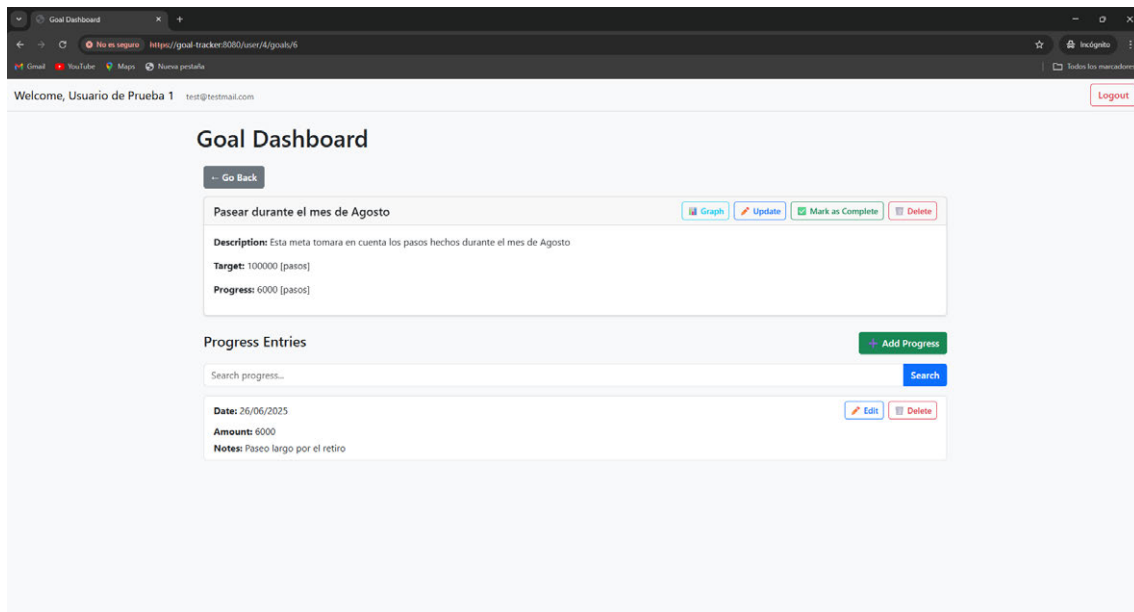 Goal Dashboard
No es seguro https://goal-tracker:8080/user/4/goals/6 Incógnito
Gmail YouTube Maps Nueva pestaña Todos los marcadores
Welcome, Usuario de Prueba 1 test@testmail.com Logout
Goal Dashboard
← Go Back
Pasear durante el mes de Agosto Graph Update Mark as Complete Delete
Description: Esta meta tomara en cuenta los pasos hechos durante el mes de Agosto
Target: 100000 [pasos]
Progress: 6000 [pasos]
Progress Entries + Add Progress
Search progress... Search
Date: 26/06/2025 Edit Delete
Amount: 6000
Notes: Paseo largo por el retiro